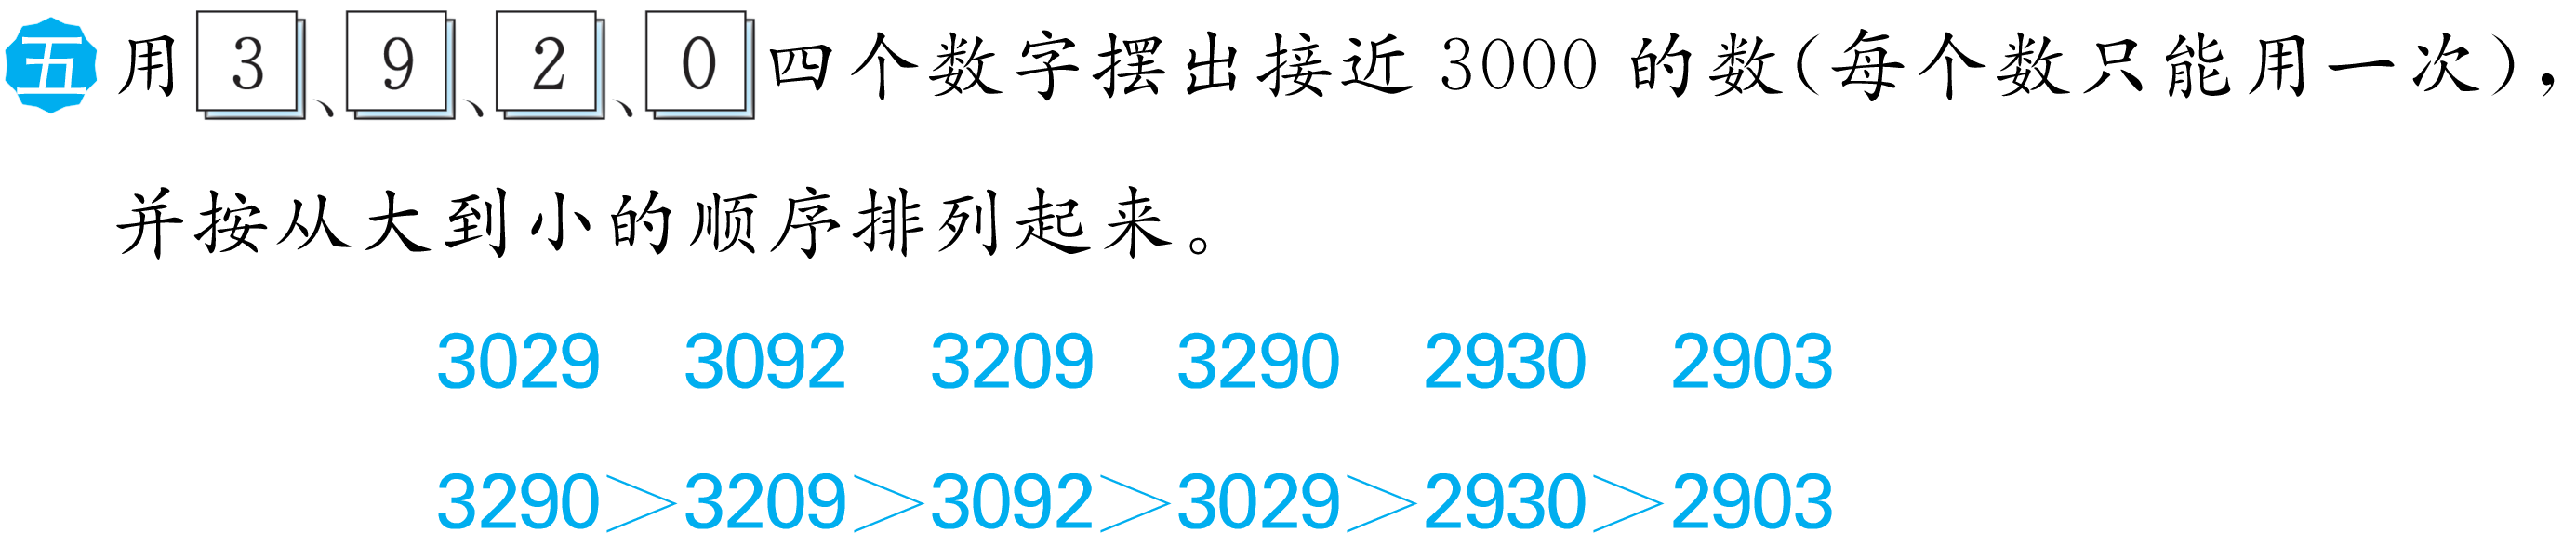 五 用 3、9、2、0 四个数字摆出接近 3000 的数(每个数只能用一次),
并按从大到小的顺序排列起来。
3029 3092 3209 3290 2930 2903
3290>3209>3092>3029>2930>2903